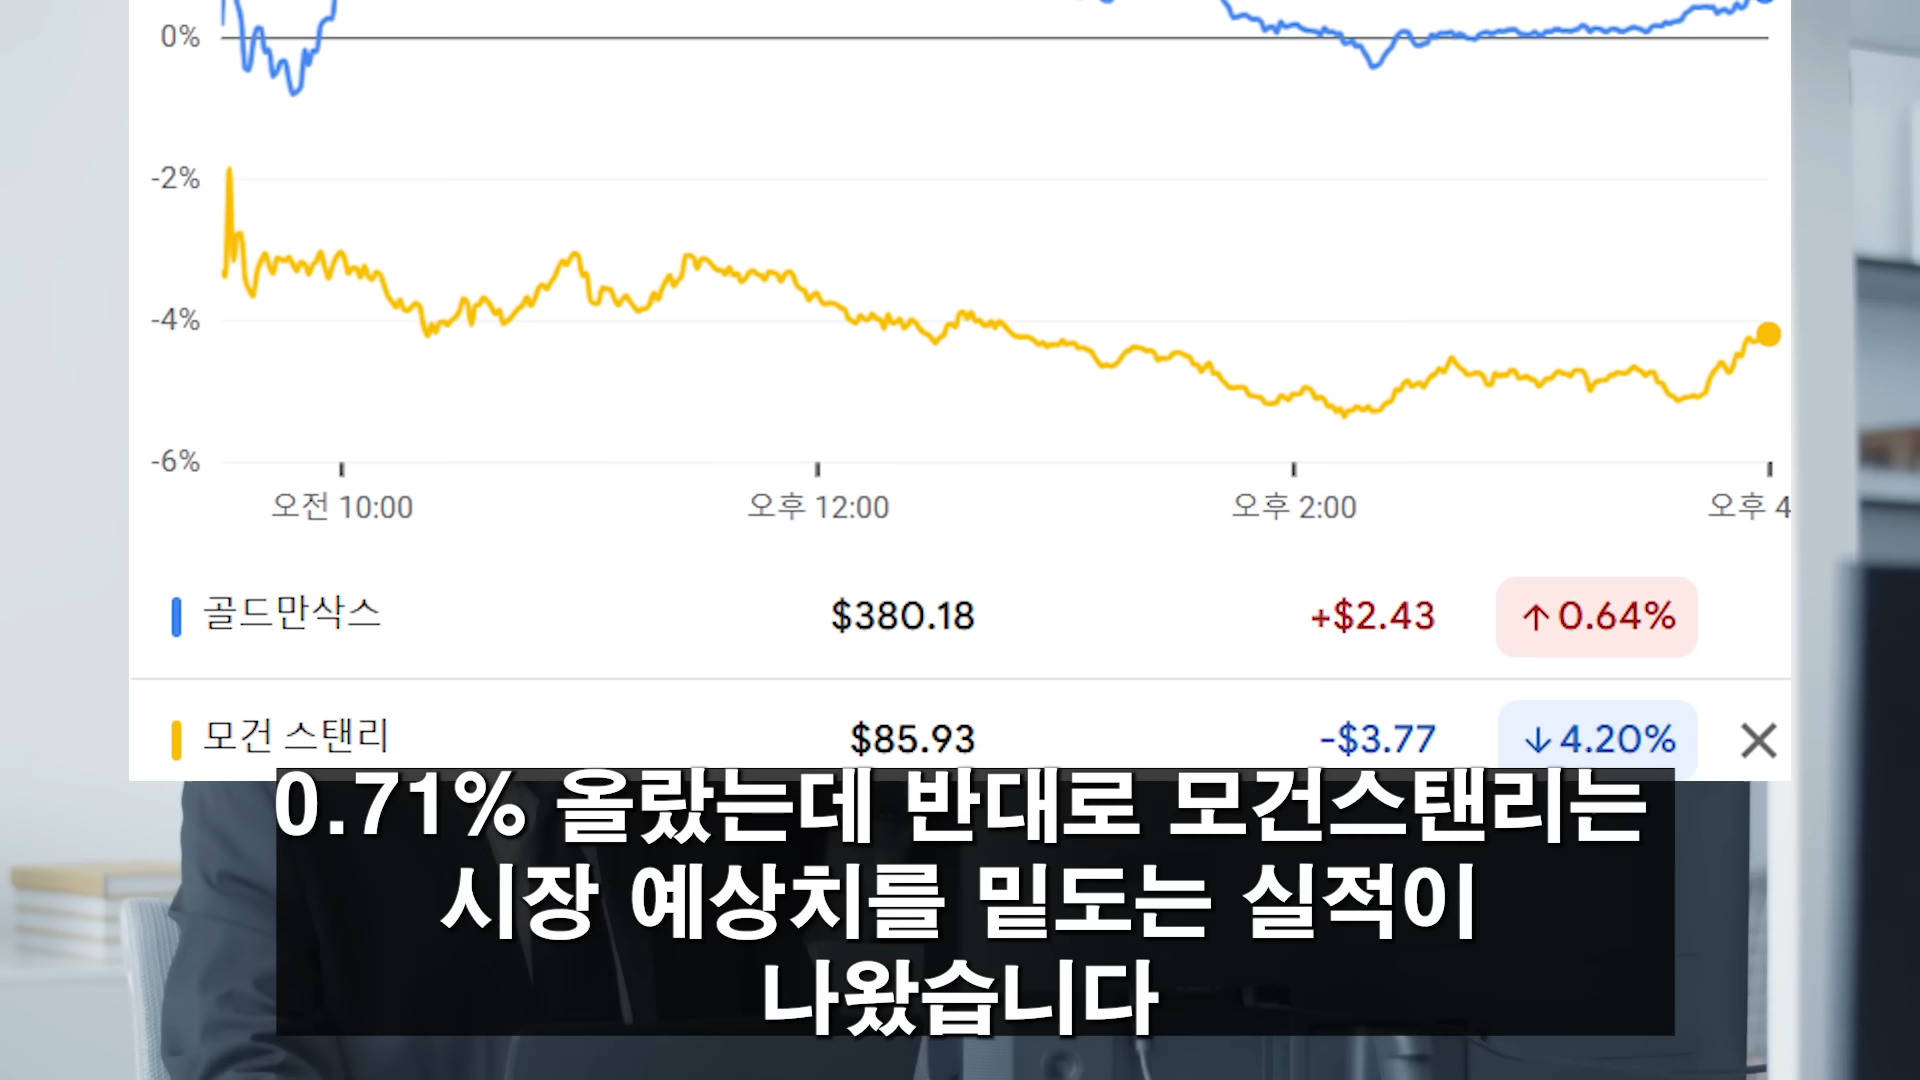 0%
-2%
-4%
-6%
오전 10:00 오후 12:00 오후 2:00 오후 4
골드만삭스 $380.18 +$2.43 ↑0.64%
모건 스탠리 $85.93 -$3.77 ↓4.20%
0.71% 올랐는데 반대로 모건스탠리는
시장 예상치를 밑도는 실적이
나왔습니다